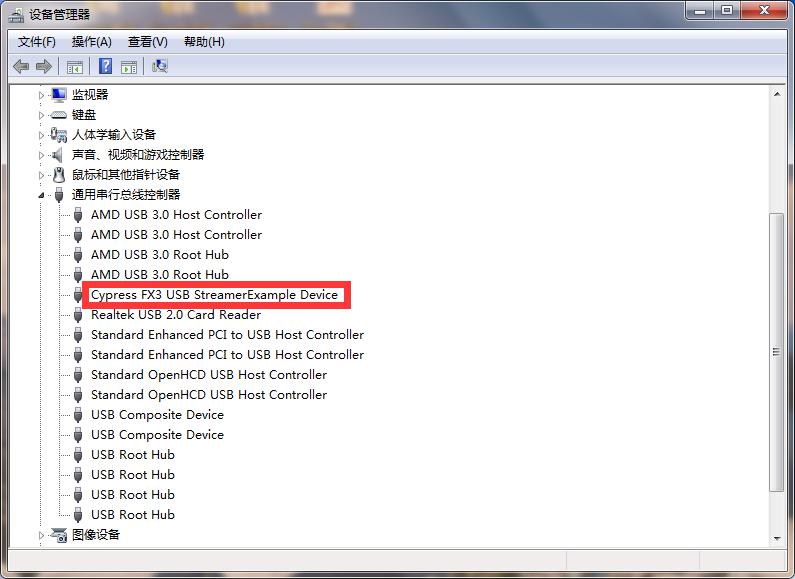 设备管理器
文件(F) 操作(A) 查看(V) 帮助(H)
监视器
键盘
人体学输入设备
声音、视频和游戏控制器
鼠标和其他指针设备
通用串行总线控制器
AMD USB 3.0 Host Controller
AMD USB 3.0 Host Controller
AMD USB 3.0 Root Hub
AMD USB 3.0 Root Hub
Cypress FX3 USB StreamerExample Device
Realtek USB 2.0 Card Reader
Standard Enhanced PCI to USB Host Controller
Standard Enhanced PCI to USB Host Controller
Standard OpenHCD USB Host Controller
Standard OpenHCD USB Host Controller
USB Composite Device
USB Composite Device
USB Root Hub
USB Root Hub
USB Root Hub
USB Root Hub
图像设备